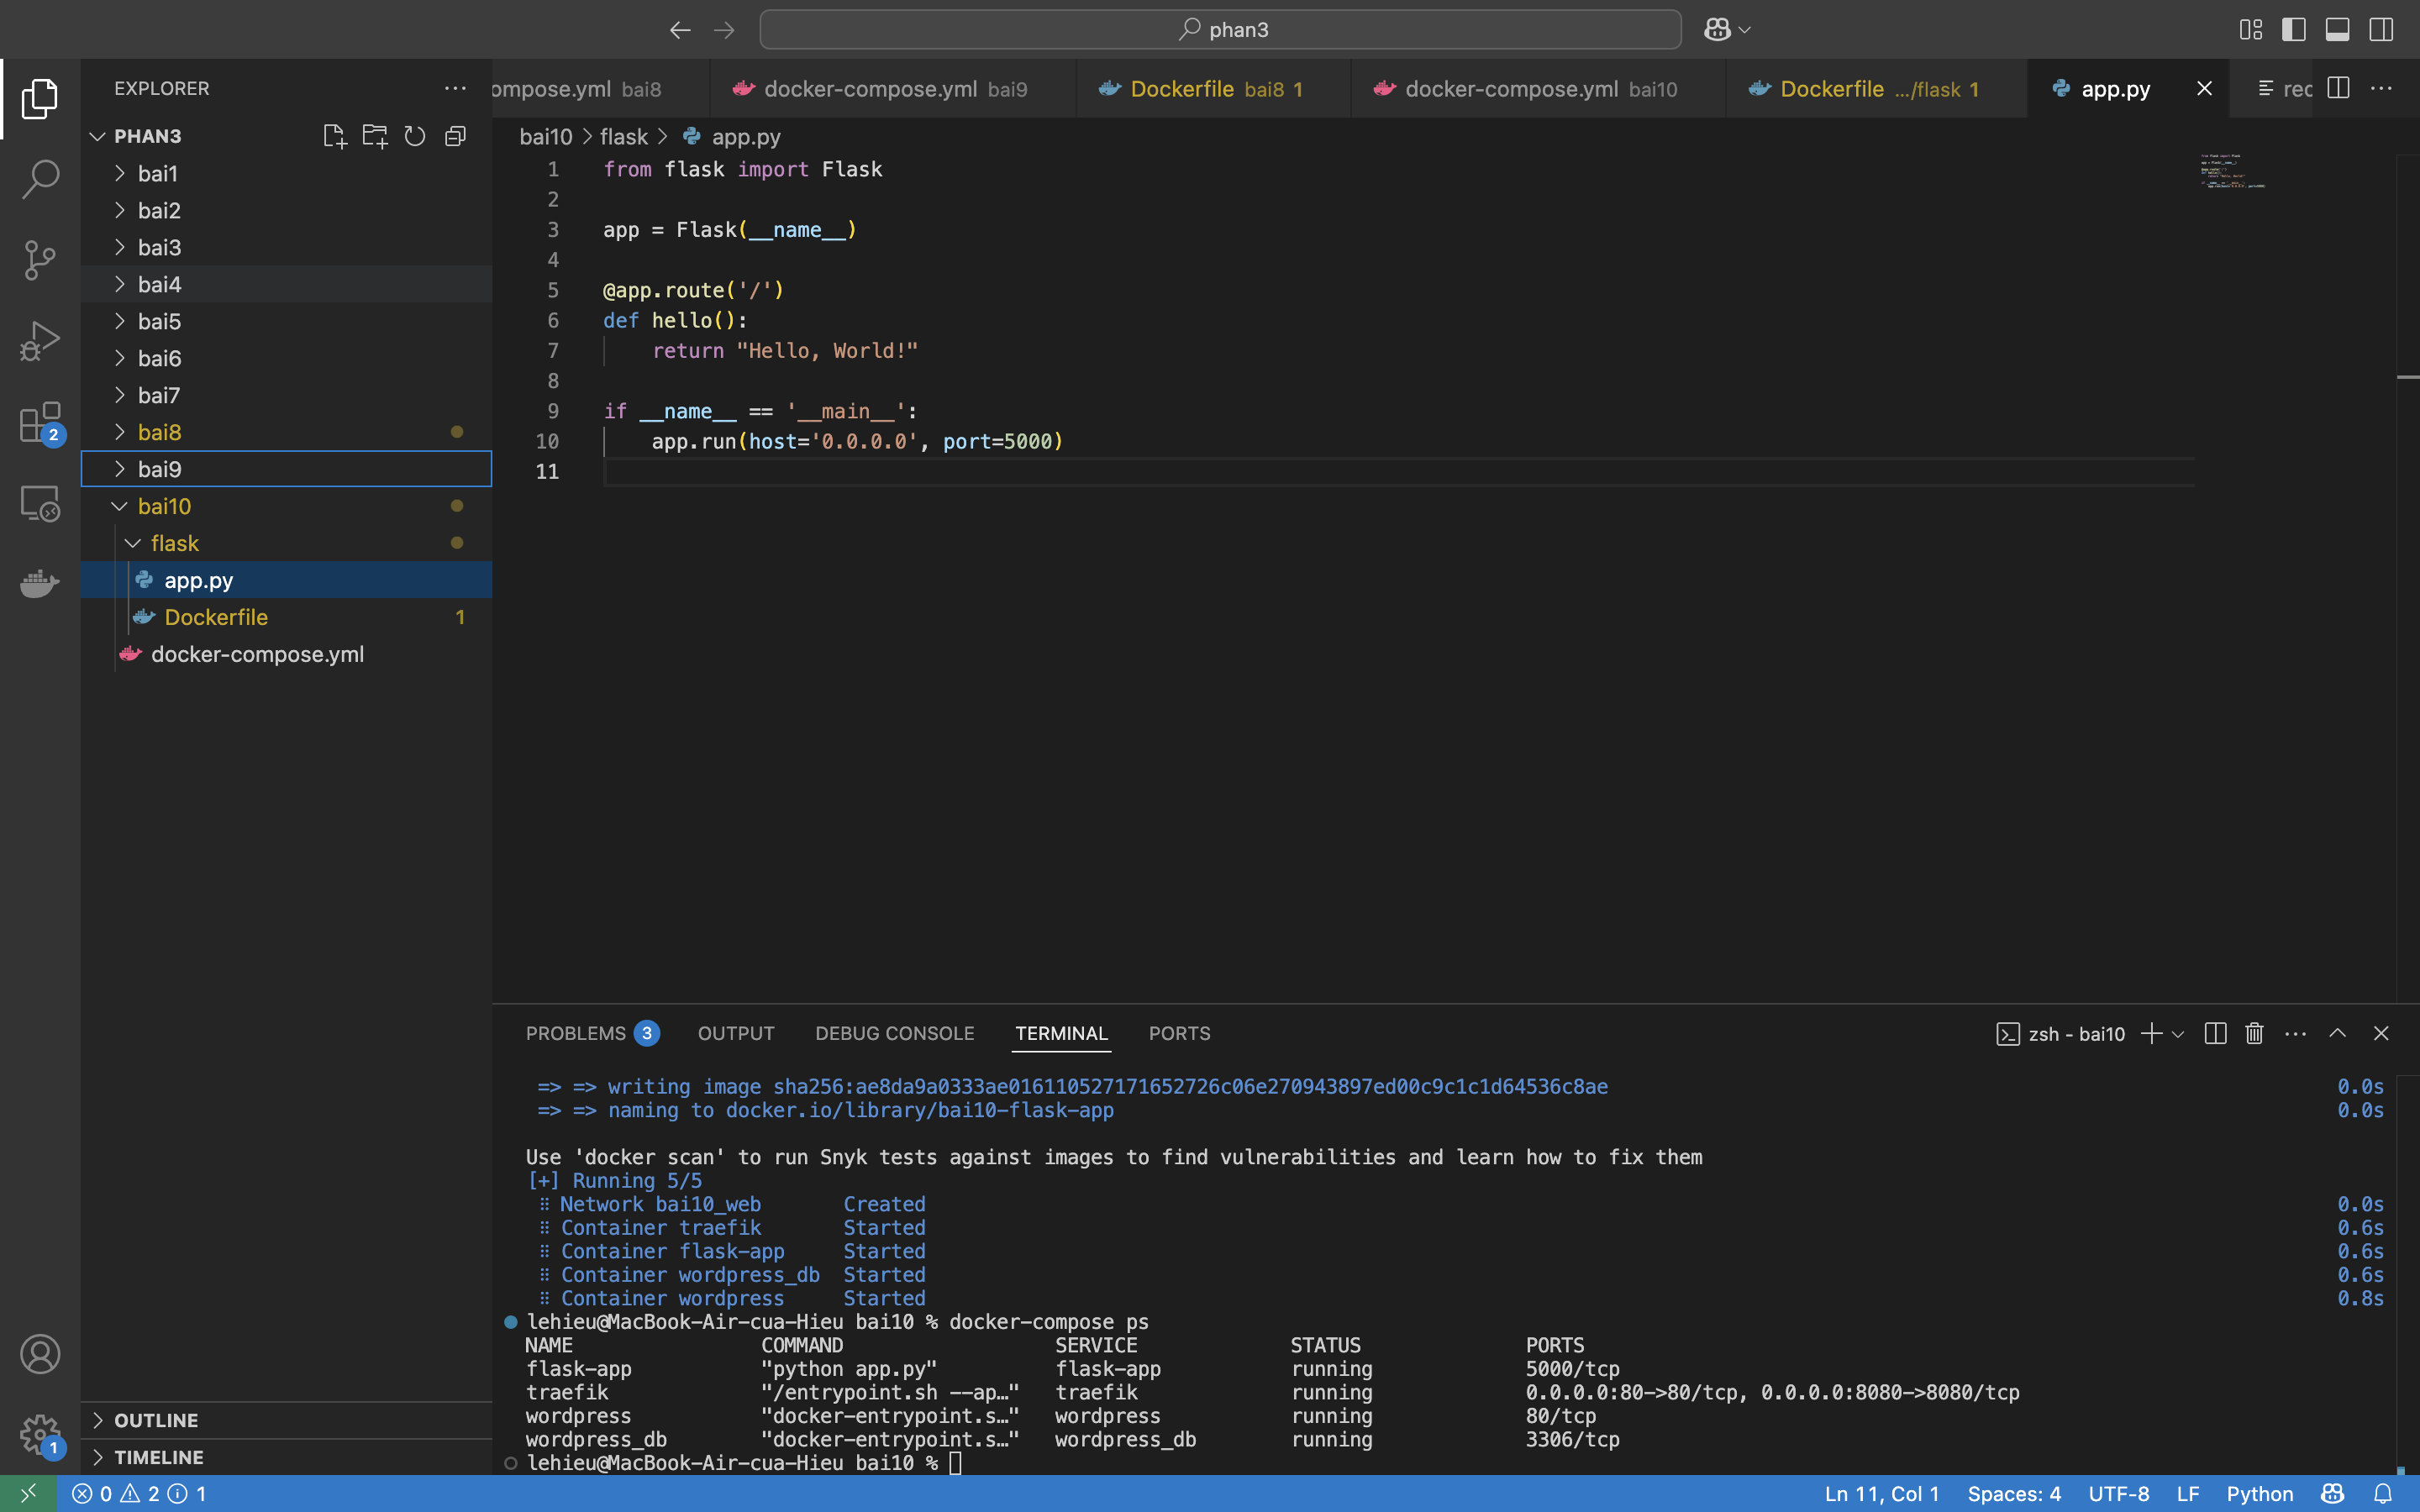 phan3
EXPLORER
ompose.yml bai8
docker-compose.yml bai9
Dockerfile bai8 1
docker-compose.yml bai10
Dockerfile .../flask 1
app.py
PHAN3
bai1
bai2
bai3
bai4
bai5
bai6
bai7
bai8
bai9
bai10
flask
app.py
Dockerfile 1
docker-compose.yml
OUTLINE
TIMELINE
2
1
bai10 > flask > app.py
1 from flask import Flask
2
3 app = Flask(__name__)
4
5 @app.route('/')
6 def hello():
7     return "Hello, World!"
8
9 if __name__ == '__main__':
10     app.run(host='0.0.0.0', port=5000)
11
PROBLEMS 3 OUTPUT DEBUG CONSOLE TERMINAL PORTS
zsh - bai10
=> => writing image sha256:ae8da9a0333ae016110527171652726c06e270943897ed00c9c1c1d64536c8ae 0.0s
=> => naming to docker.io/library/bai10-flask-app 0.0s
Use 'docker scan' to run Snyk tests against images to find vulnerabilities and learn how to fix them
[+] Running 5/5
⠿ Network bai10_web Created 0.0s
⠿ Container traefik Started 0.6s
⠿ Container flask-app Started 0.6s
⠿ Container wordpress_db Started 0.6s
⠿ Container wordpress Started 0.8s
lehieu@MacBook-Air-cua-Hieu bai10 % docker-compose ps
NAME COMMAND SERVICE STATUS PORTS
flask-app "python app.py" flask-app running 5000/tcp
traefik "/entrypoint.sh --ap…" traefik running 0.0.0.0:80->80/tcp, 0.0.0.0:8080->8080/tcp
wordpress "docker-entrypoint.s…" wordpress running 80/tcp
wordpress_db "docker-entrypoint.s…" wordpress_db running 3306/tcp
lehieu@MacBook-Air-cua-Hieu bai10 %
0 2 1
Ln 11, Col 1 Spaces: 4 UTF-8 LF Python